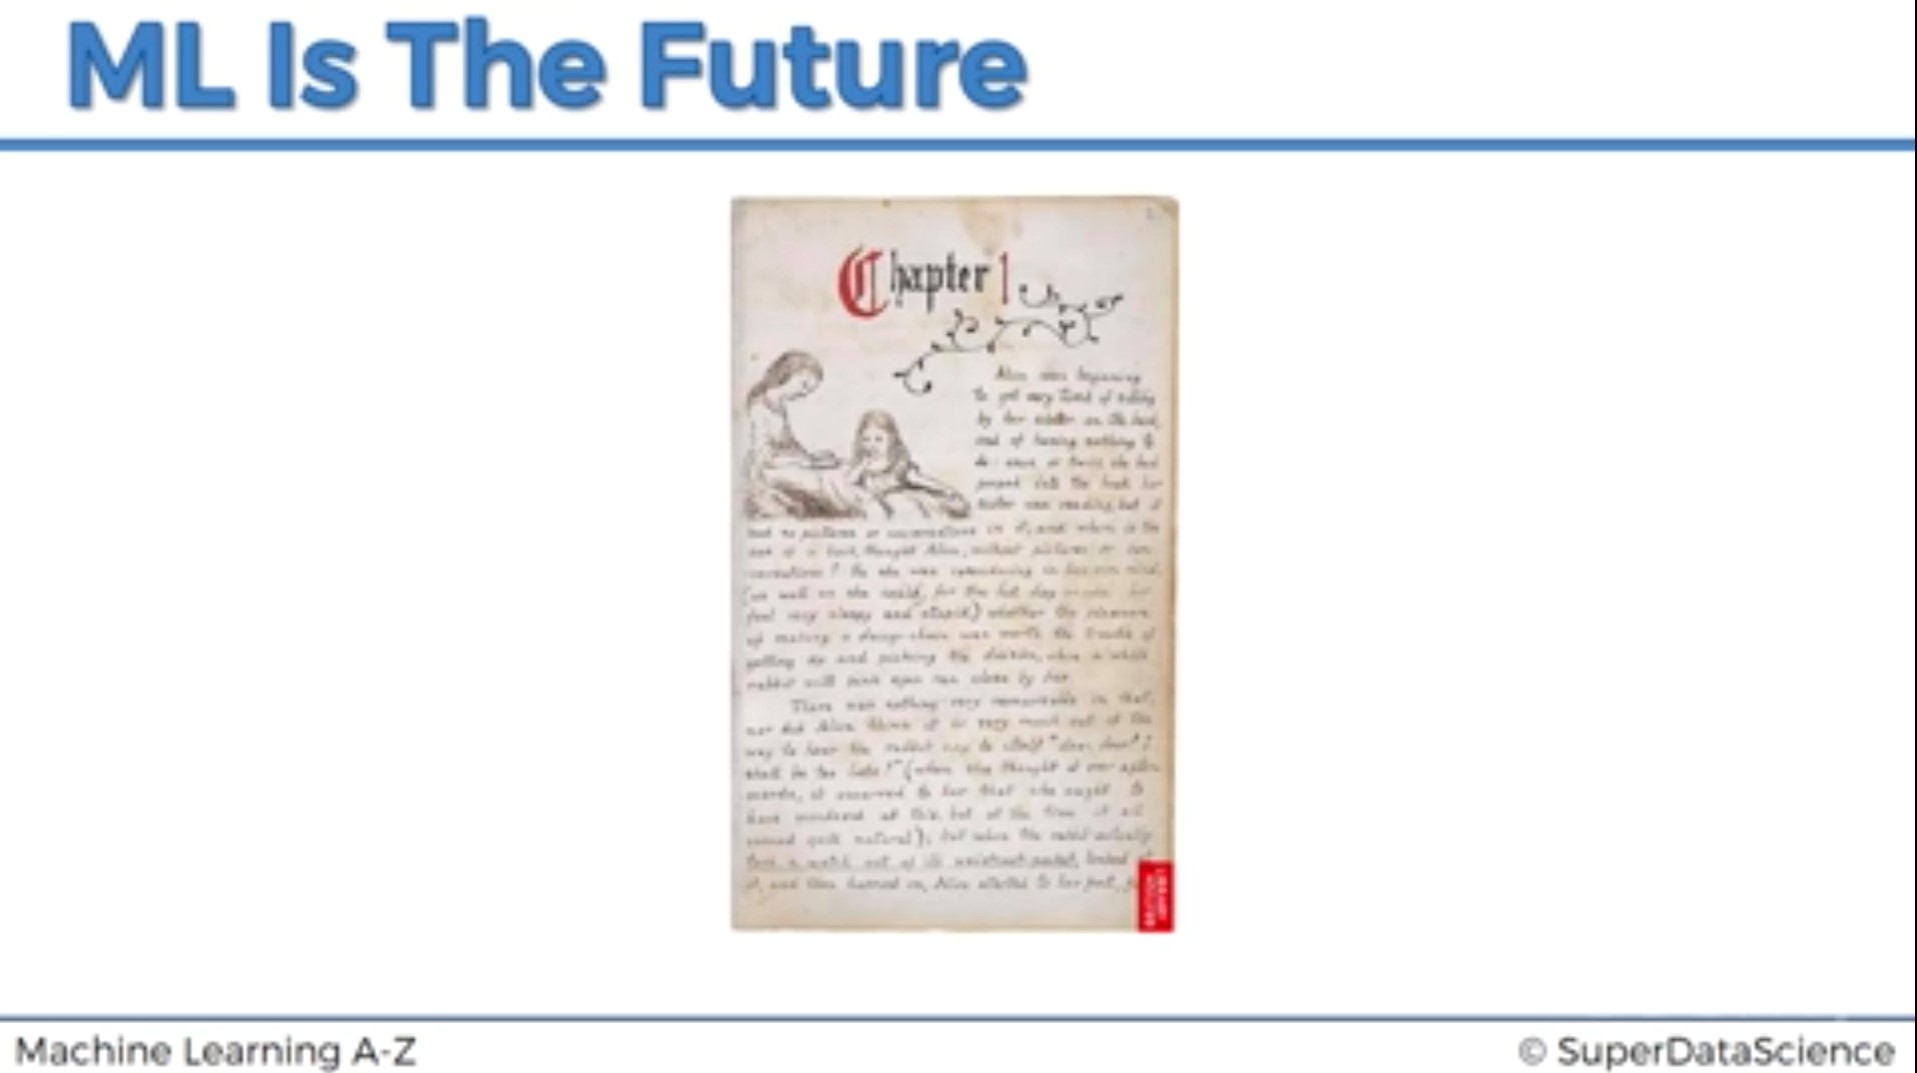 ML Is The Future
Chapter 1
Alice was beginning
to get very tired of sitting
by her sister on the bank,
and of having nothing to
do: once or twice she had
peeped into the book her
sister was reading, but it
had no pictures or conversations in it, and where is the
use of a book, thought Alice, without pictures or con-
-versations? So she was considering in her own mind,
(as well as she could, for the hot day made her
feel very sleepy and stupid,) whether the pleasure
of making a daisy-chain was worth the trouble of
getting up and picking the daisies, when a white
rabbit with pink eyes ran close by her.
There was nothing very remarkable in that,
nor did Alice think it so very much out of the
way to hear the rabbit say to itself "dear, dear! I
shall be too late!" (when she thought it over after-
wards, it occurred to her that she ought to
have wondered at this, but at the time it all
seemed quite natural); but when the rabbit actually
took a watch out of its waistcoat-pocket, looked at
it, and then hurried on, Alice started to her feet,
BRITISH
LIBRARY
Machine Learning A-Z
© SuperDataScience